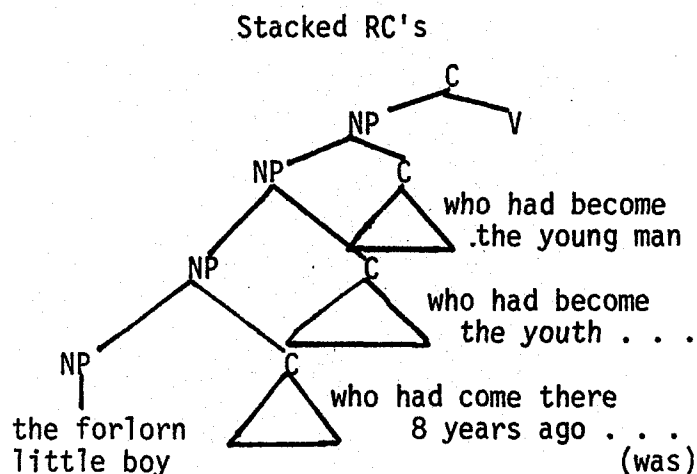 Stacked RC's
C
NP
V
NP
C
who had become
.the young man
NP
C
who had become
the youth . . .
NP
C
who had come there
8 years ago . . .
the forlorn
little boy
(was)